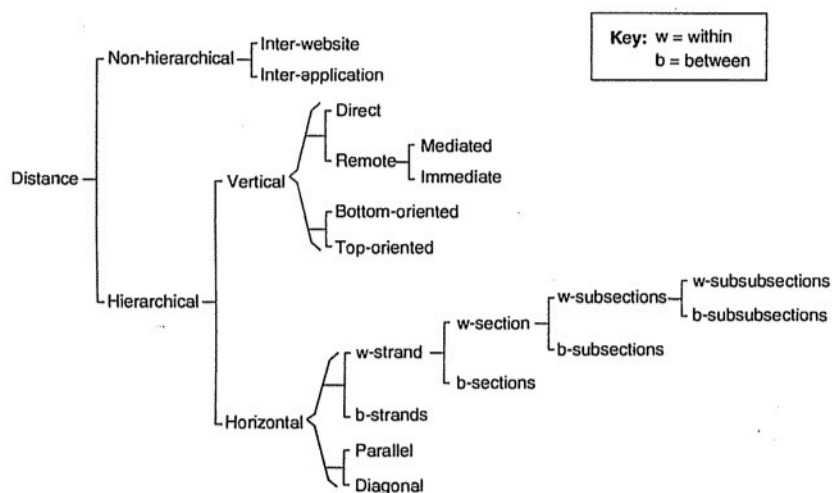 Key: w = within
b = between
Non-hierarchical
Inter-website
Inter-application
Direct
Remote
Mediated
Immediate
Distance
Vertical
Bottom-oriented
Top-oriented
Hierarchical
w-subsubsections
w-subsections
b-subsubsections
w-section
w-strand
b-subsections
b-sections
b-strands
Horizontal
Parallel
Diagonal